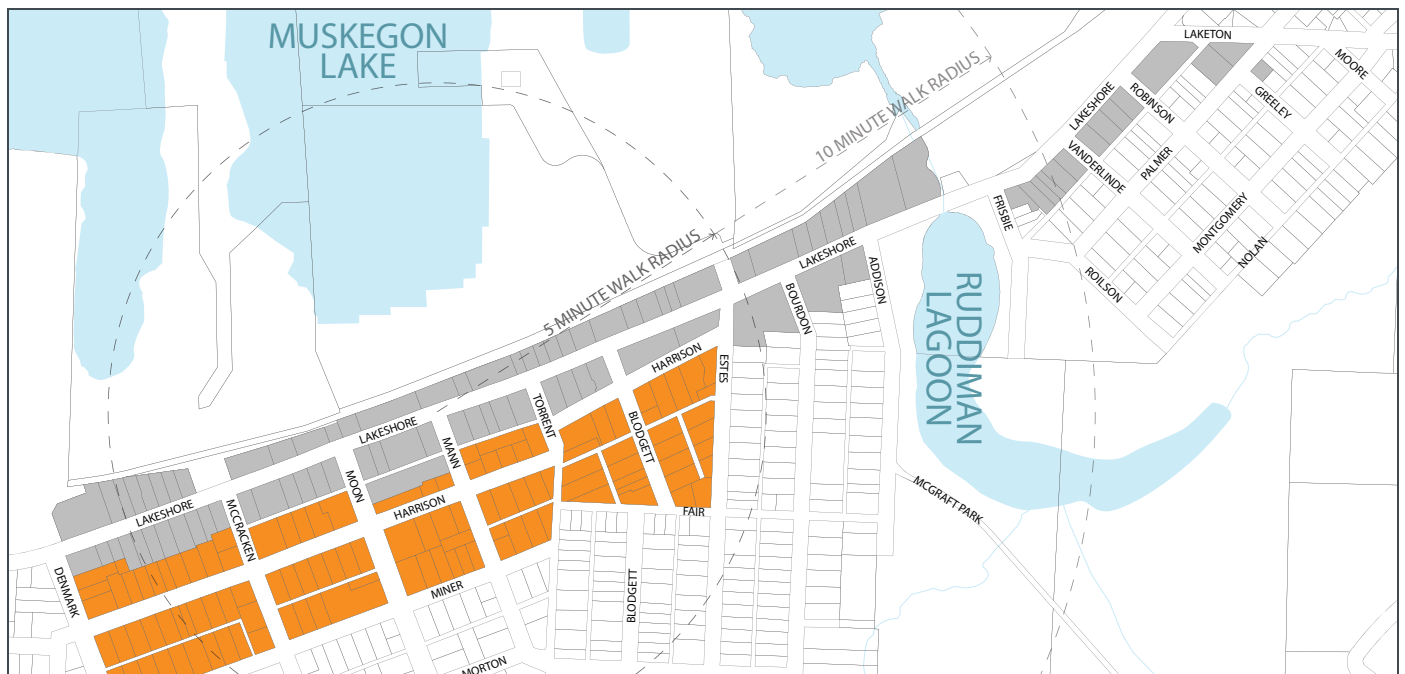 MUSKEGON
LAKE
LAKETON
MOORE
10 MINUTE WALK RADIUS
LAKESHORE
ROBINSON
GREELEY
VANDERLINDE
PALMER
FRISBIE
MONTGOMERY
NOLAN
ROILSON
5 MINUTE WALK RADIUS
LAKESHORE
ADDISON
BOURDON
RUDDIMAN
LAGOON
HARRISON
ESTES
TORRENT
BLODGETT
LAKESHORE
MANN
MOON
HARRISON
MCGRAFT PARK
FAIR
LAKESHORE
MCCRACKEN
DENMARK
MINER
BLODGETT
MORTON